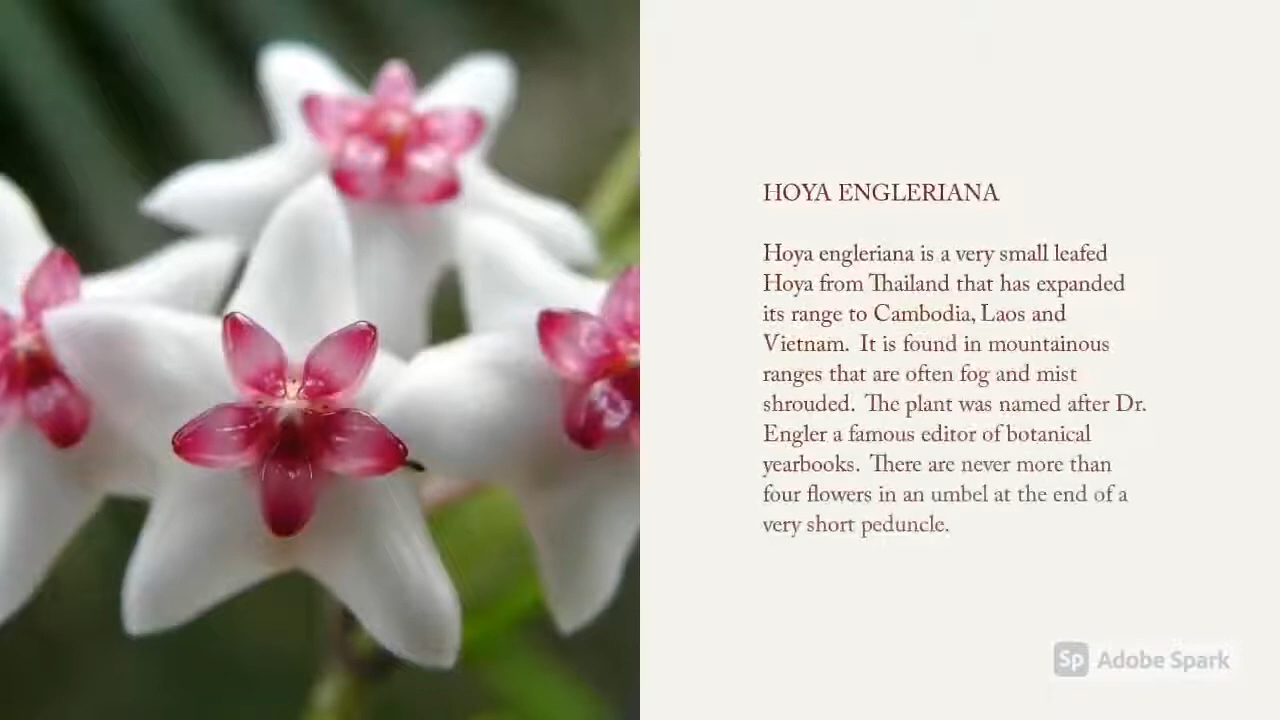 HOYA ENGLERIANA
Hoya engleriana is a very small leafed
Hoya from Thailand that has expanded
its range to Cambodia, Laos and
Vietnam.  It is found in mountainous
ranges that are often fog and mist
shrouded.  The plant was named after Dr.
Engler a famous editor of botanical
yearbooks.  There are never more than
four flowers in an umbel at the end of a
very short peduncle.
Sp Adobe Spark